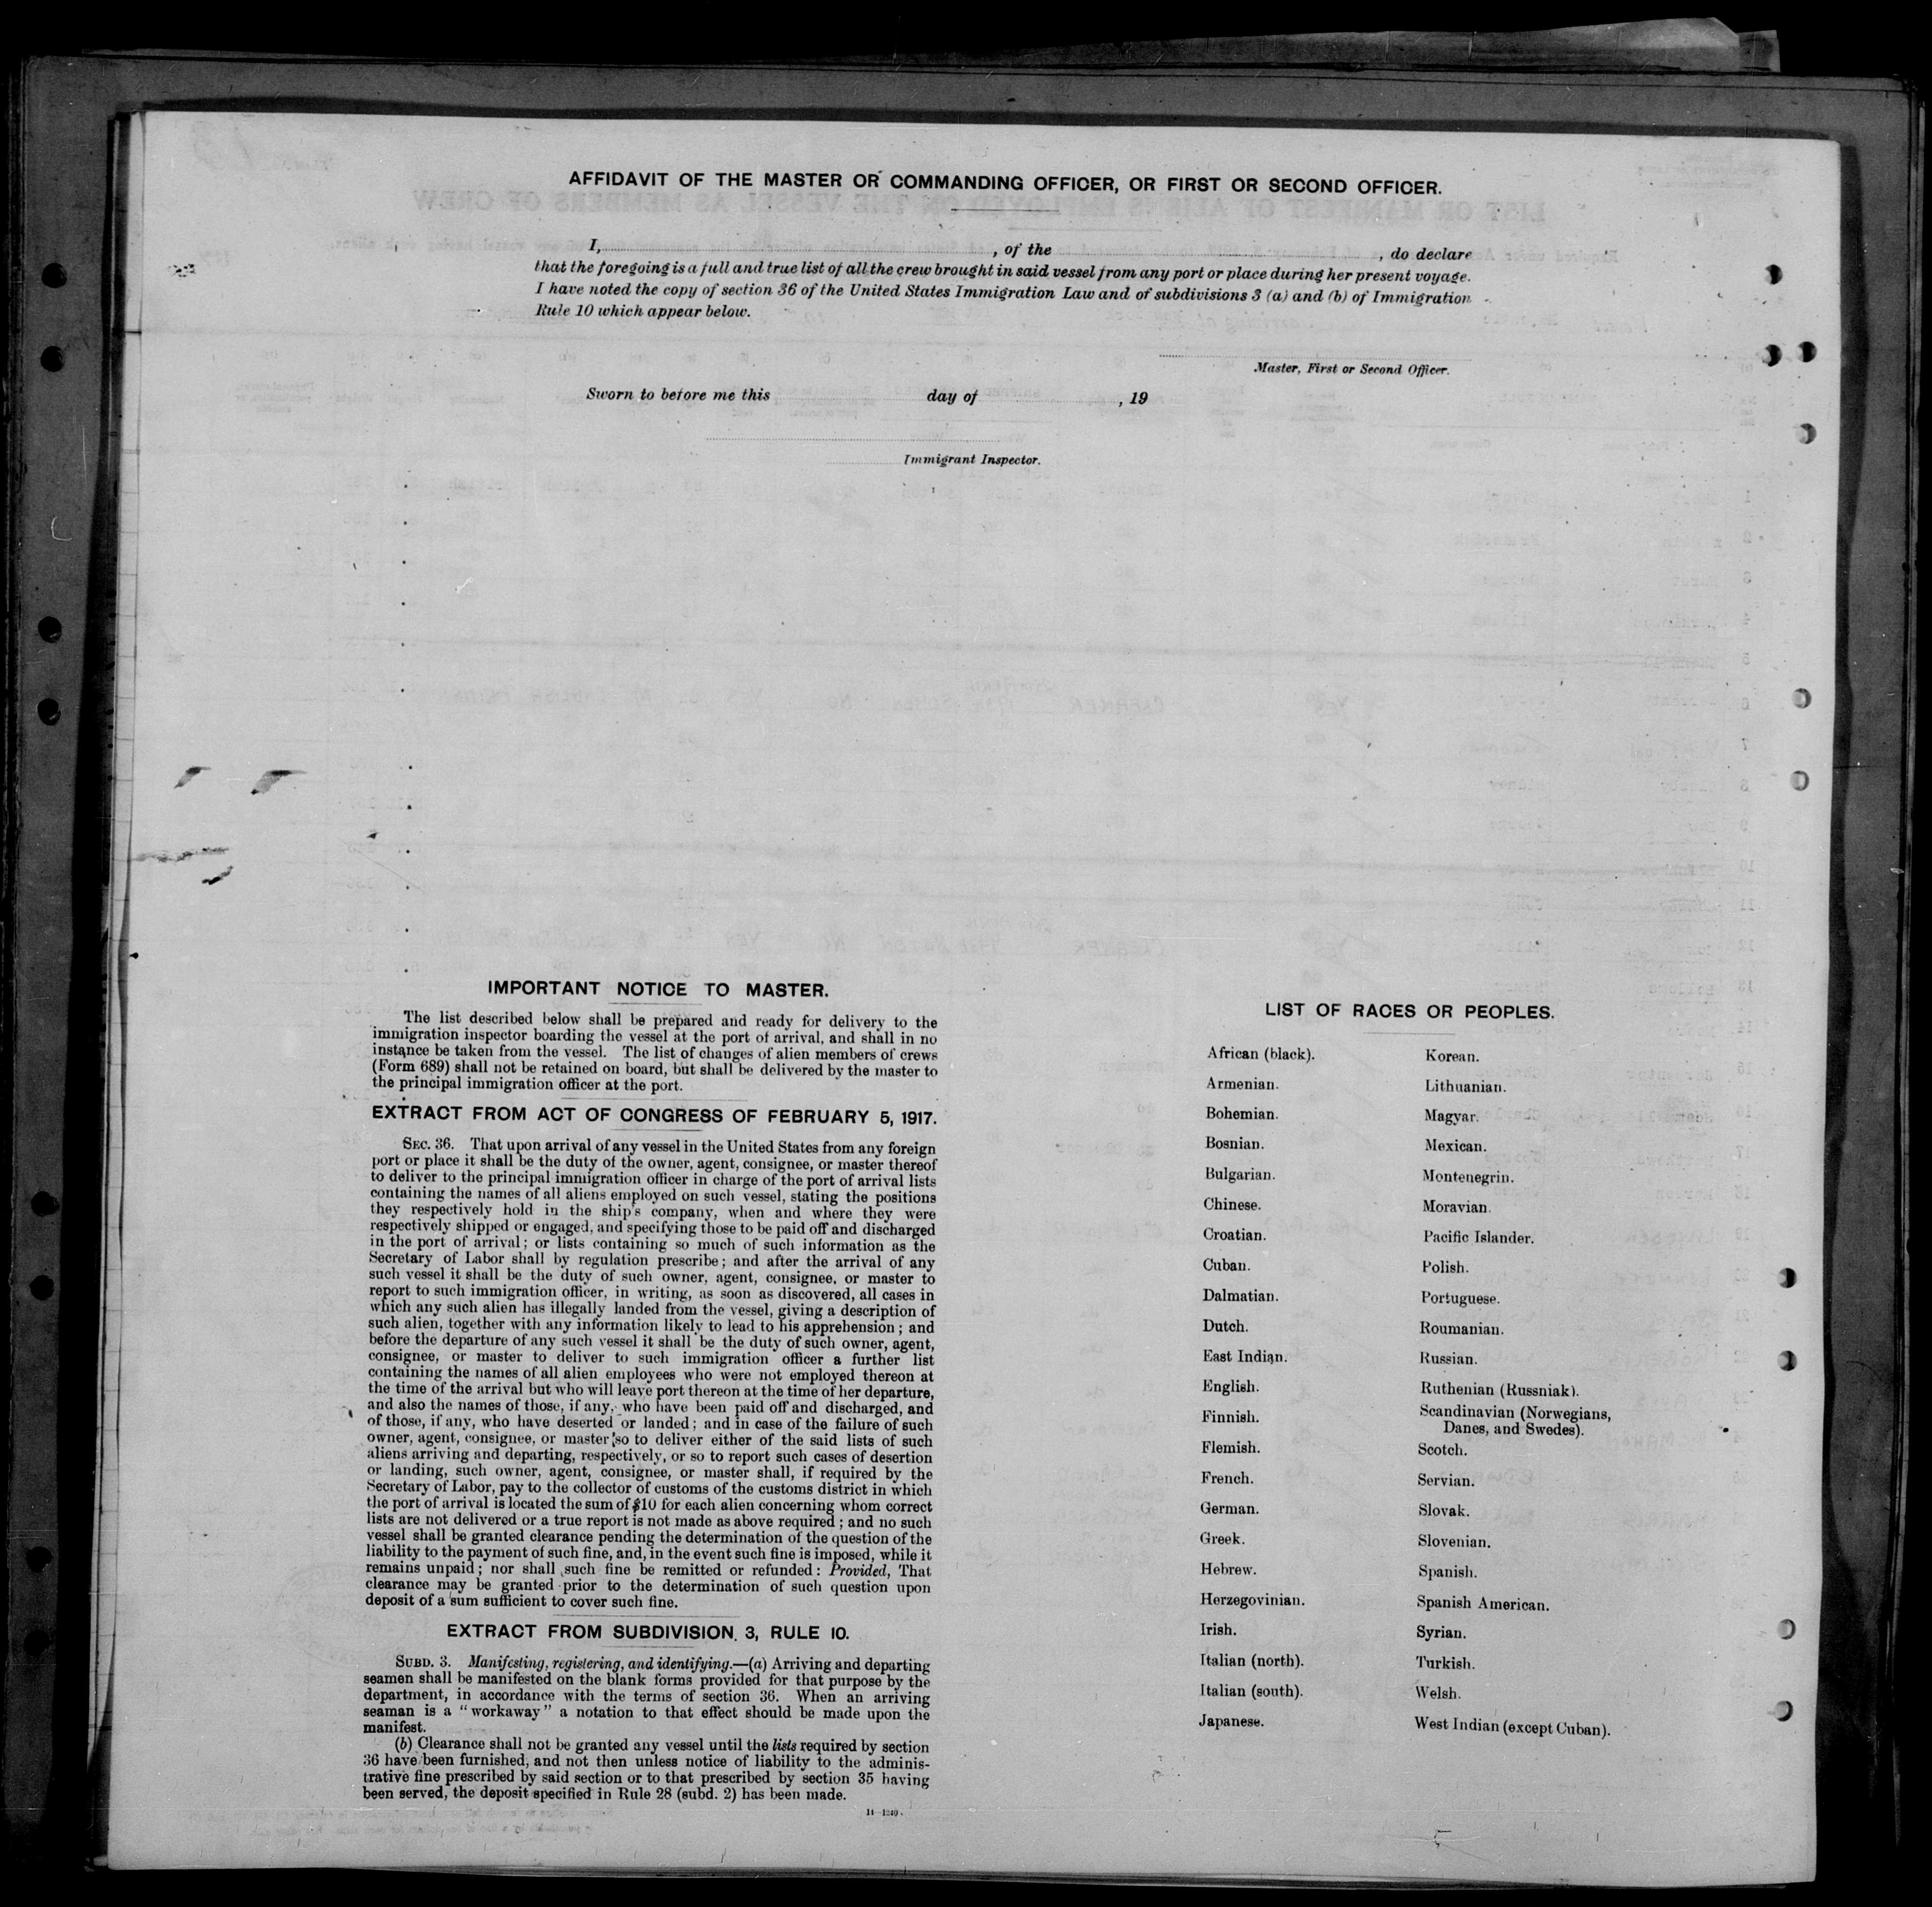 AFFIDAVIT OF THE MASTER OR COMMANDING OFFICER, OR FIRST OR SECOND OFFICER.
I, , of the , do declare
that the foregoing is a full and true list of all the crew brought in said vessel from any port or place during her present voyage.
I have noted the copy of section 36 of the United States Immigration Law and of subdivisions 3 (a) and (b) of Immigration
Rule 10 which appear below.
Master, First or Second Officer.
Sworn to before me this day of , 19
Immigrant Inspector.
IMPORTANT NOTICE TO MASTER.
The list described below shall be prepared and ready for delivery to the
immigration inspector boarding the vessel at the port of arrival, and shall in no
instance be taken from the vessel. The list of changes of alien members of crews
(Form 689) shall not be retained on board, but shall be delivered by the master to
the principal immigration officer at the port.
EXTRACT FROM ACT OF CONGRESS OF FEBRUARY 5, 1917.
SEC. 36. That upon arrival of any vessel in the United States from any foreign
port or place it shall be the duty of the owner, agent, consignee, or master thereof
to deliver to the principal immigration officer in charge of the port of arrival lists
containing the names of all aliens employed on such vessel, stating the positions
they respectively hold in the ship's company, when and where they were
respectively shipped or engaged, and specifying those to be paid off and discharged
in the port of arrival; or lists containing so much of such information as the
Secretary of Labor shall by regulation prescribe; and after the arrival of any
such vessel it shall be the duty of such owner, agent, consignee, or master to
report to such immigration officer, in writing, as soon as discovered, all cases in
which any such alien has illegally landed from the vessel, giving a description of
such alien, together with any information likely to lead to his apprehension; and
before the departure of any such vessel it shall be the duty of such owner, agent,
consignee, or master to deliver to such immigration officer a further list
containing the names of all alien employees who were not employed thereon at
the time of the arrival but who will leave port thereon at the time of her departure,
and also the names of those, if any, who have been paid off and discharged, and
of those, if any, who have deserted or landed; and in case of the failure of such
owner, agent, consignee, or master so to deliver either of the said lists of such
aliens arriving and departing, respectively, or so to report such cases of desertion
or landing, such owner, agent, consignee, or master shall, if required by the
Secretary of Labor, pay to the collector of customs of the customs district in which
the port of arrival is located the sum of $10 for each alien concerning whom correct
lists are not delivered or a true report is not made as above required; and no such
vessel shall be granted clearance pending the determination of the question of the
liability to the payment of such fine, and, in the event such fine is imposed, while it
remains unpaid; nor shall such fine be remitted or refunded: Provided, That
clearance may be granted prior to the determination of such question upon
deposit of a sum sufficient to cover such fine.
EXTRACT FROM SUBDIVISION 3, RULE 10.
SUBD. 3. Manifesting, registering, and identifying.—(a) Arriving and departing
seamen shall be manifested on the blank forms provided for that purpose by the
department, in accordance with the terms of section 36. When an arriving
seaman is a "workaway" a notation to that effect should be made upon the
manifest.
(b) Clearance shall not be granted any vessel until the lists required by section
36 have been furnished, and not then unless notice of liability to the adminis-
trative fine prescribed by said section or to that prescribed by section 35 having
been served, the deposit specified in Rule 28 (subd. 2) has been made.
14—1240
LIST OF RACES OR PEOPLES.
African (black).
Armenian.
Bohemian.
Bosnian.
Bulgarian.
Chinese.
Croatian.
Cuban.
Dalmatian.
Dutch.
East Indian.
English.
Finnish.
Flemish.
French.
German.
Greek.
Hebrew.
Herzegovinian.
Irish.
Italian (north).
Italian (south).
Japanese.
Korean.
Lithuanian.
Magyar.
Mexican.
Montenegrin.
Moravian.
Pacific Islander.
Polish.
Portuguese.
Roumanian.
Russian.
Ruthenian (Russniak).
Scandinavian (Norwegians,
Danes, and Swedes).
Scotch.
Servian.
Slovak.
Slovenian.
Spanish.
Spanish American.
Syrian.
Turkish.
Welsh.
West Indian (except Cuban).